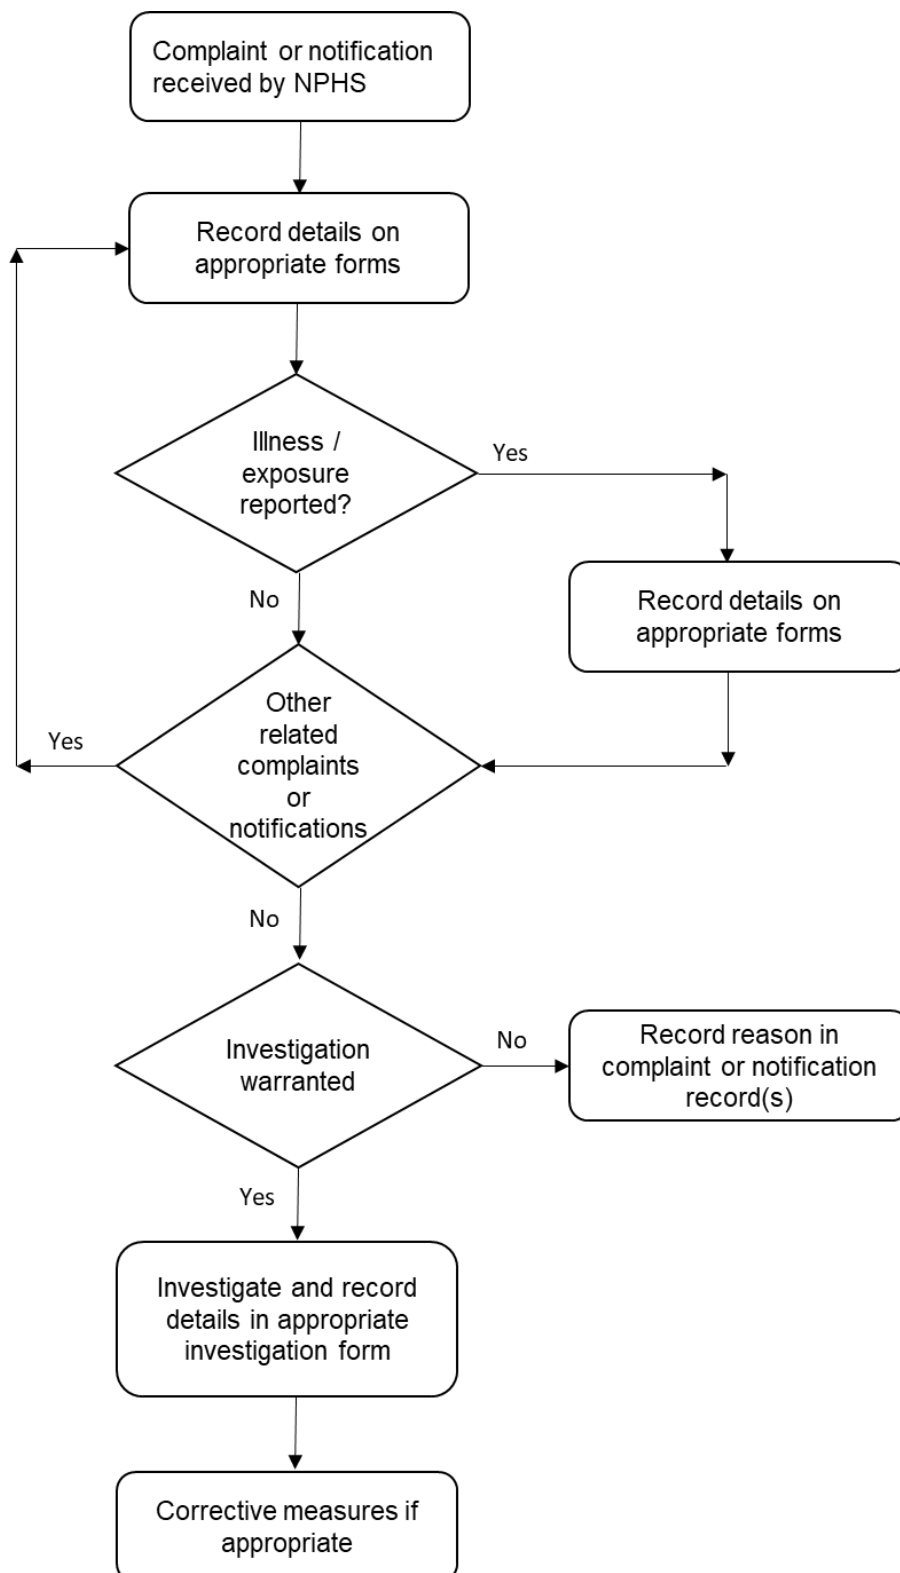 Complaint or notification
received by NPHS
Record details on
appropriate forms
Illness /
exposure
reported?
Yes
No
Record details on
appropriate forms
Other
related
complaints
or
notifications
Yes
No
Investigation
warranted
No
Record reason in
complaint or notification
record(s)
Yes
Investigate and record
details in appropriate
investigation form
Corrective measures if
appropriate